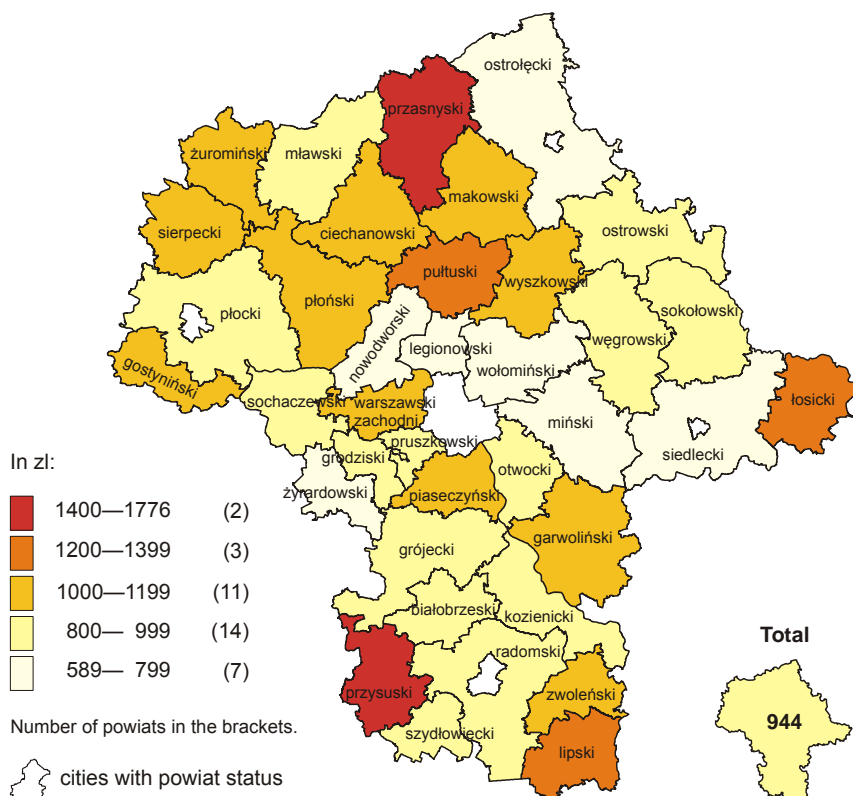 ostrołęcki
przasnyski
żuromiński
mławski
makowski
sierpecki
ciechanowski
ostrowski
pułtuski
wyszkowski
płocki
płoński
sokołowski
nowodworski
legionowski
węgrowski
wołomiński
gostyniński
sochaczewski
warszawski
zachodni
łosicki
miński
siedlecki
pruszkowski
grodziski
otwocki
żyrardowski
piaseczyński
garwoliński
grójecki
białobrzeski
kozienicki
radomski
przysuski
zwoleński
szydłowiecki
lipski
In zl:
1400—1776 (2)
1200—1399 (3)
1000—1199 (11)
800— 999 (14)
589— 799 (7)
Number of powiats in the brackets.
cities with powiat status
Total
944